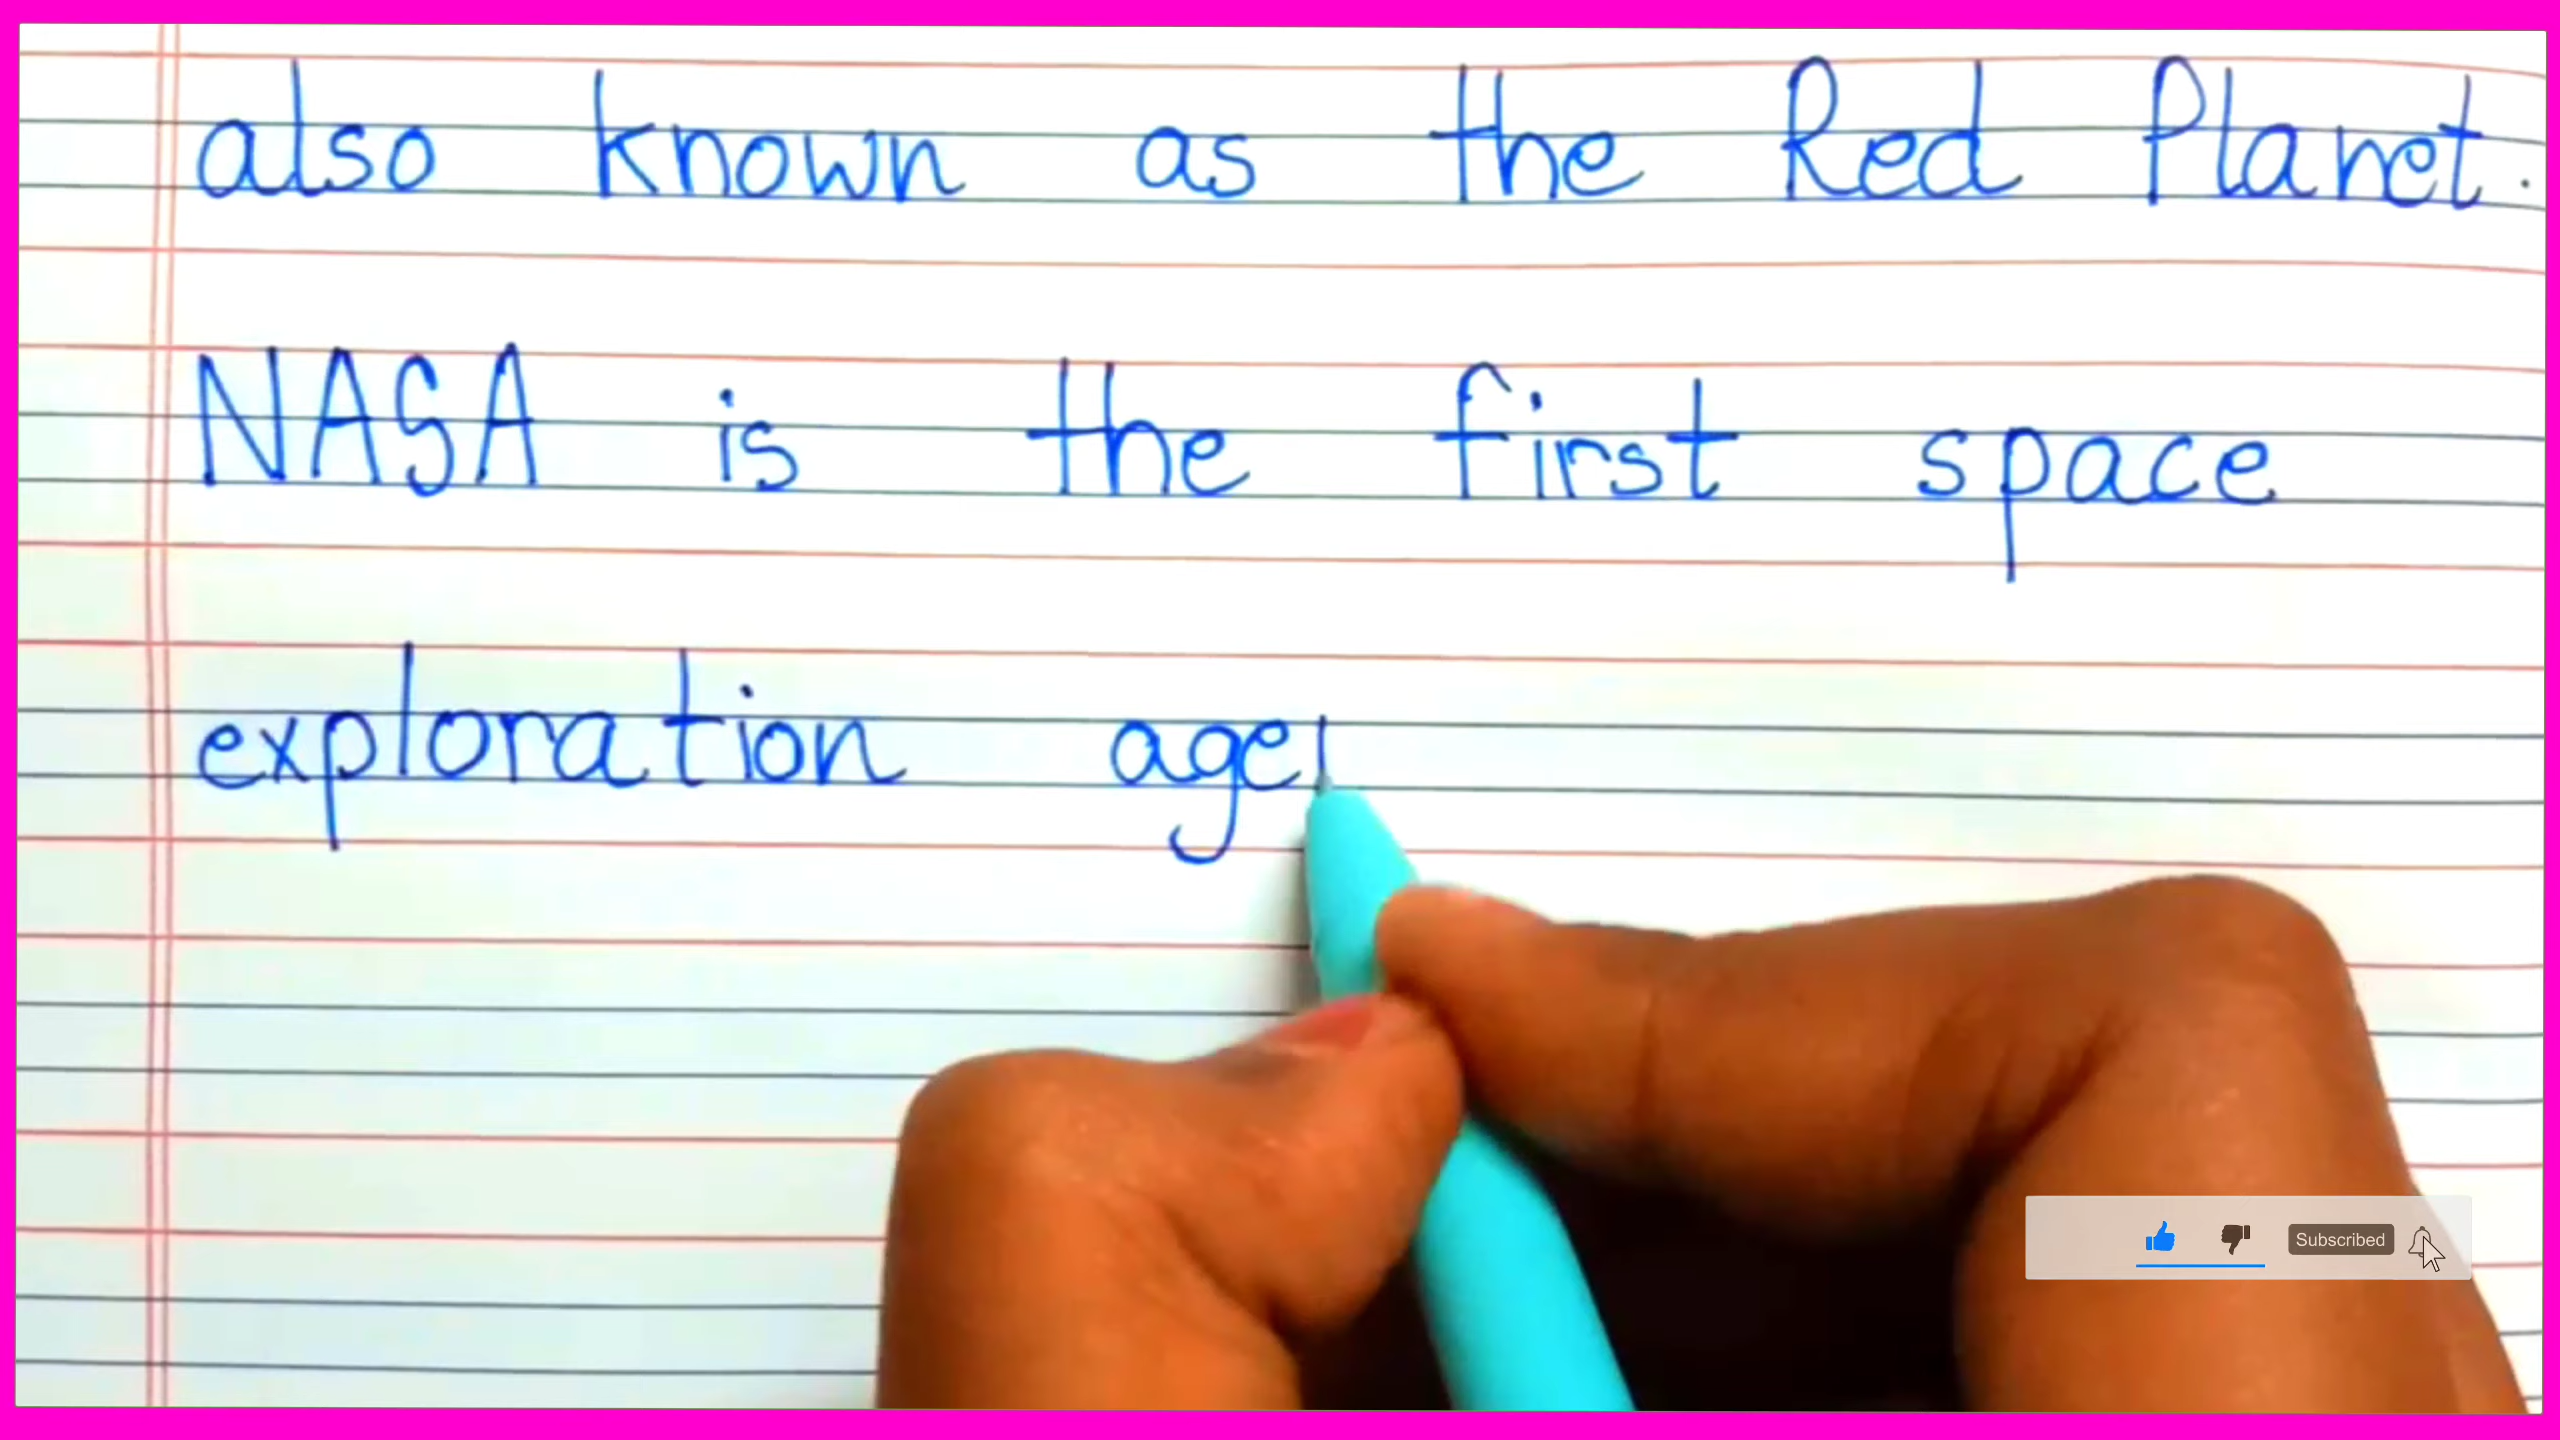 also known as the Red Planet.
NASA is the first space
exploration age
Subscribed